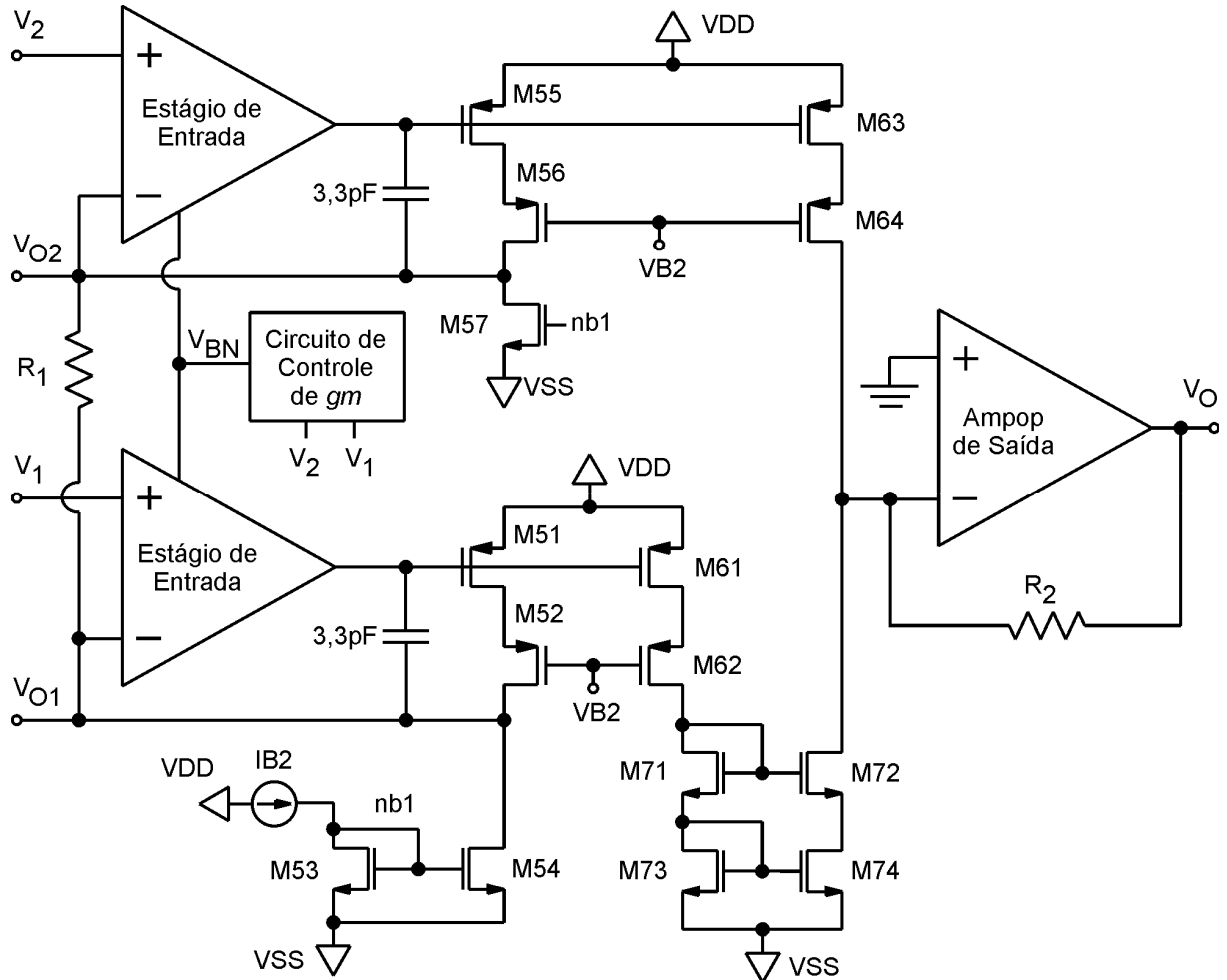 V2
+
Estágio de
Entrada
−
VDD
M55
M63
M56
3,3pF
M64
VB2
VO2
M57
nb1
VSS
R1
VBN
Circuito de
Controle
de gm
V2
V1
+
Ampop
de Saída
−
VO
R2
V1
+
Estágio de
Entrada
−
VDD
M51
M61
M52
3,3pF
M62
VB2
VO1
IB2
VDD
nb1
M53
M54
VSS
M71
M72
M73
M74
VSS